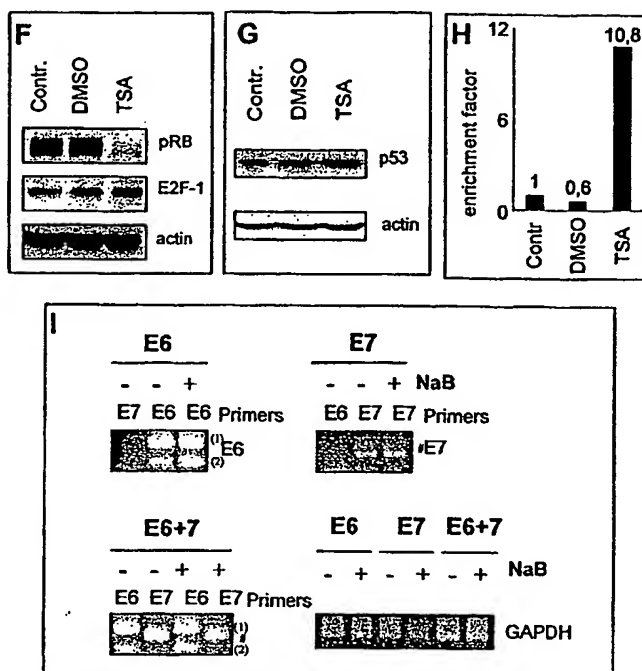 F
Contr.
DMSO
TSA
pRB
E2F-1
actin
G
Contr.
DMSO
TSA
p53
actin
H
enrichment factor
12
6
0
1
0,6
10,8
Contr
DMSO
TSA
I
E6
- - +
E7 E6 E6 Primers
(1)
E6
(2)
E7
- - + NaB
E6 E7 E7 Primers
#E7
E6+7
- - + +
E6 E7 E6 E7 Primers
(1)
#
(2)
E6 E7 E6+7
- + - + - + NaB
GAPDH